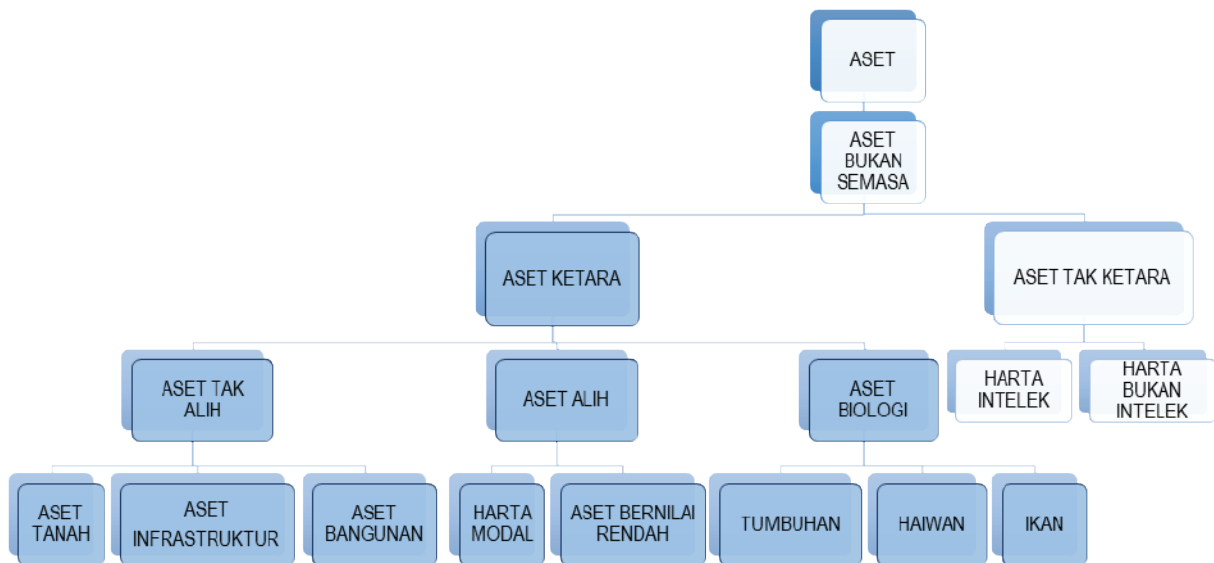 ASET
ASET
BUKAN
SEMASA
ASET KETARA
ASET TAK KETARA
ASET TAK
ALIH
ASET ALIH
ASET
BIOLOGI
HARTA
INTELEK
HARTA
BUKAN
INTELEK
ASET
TANAH
ASET
INFRASTRUKTUR
ASET
BANGUNAN
HARTA
MODAL
ASET BERNILAI
RENDAH
TUMBUHAN
HAIWAN
IKAN